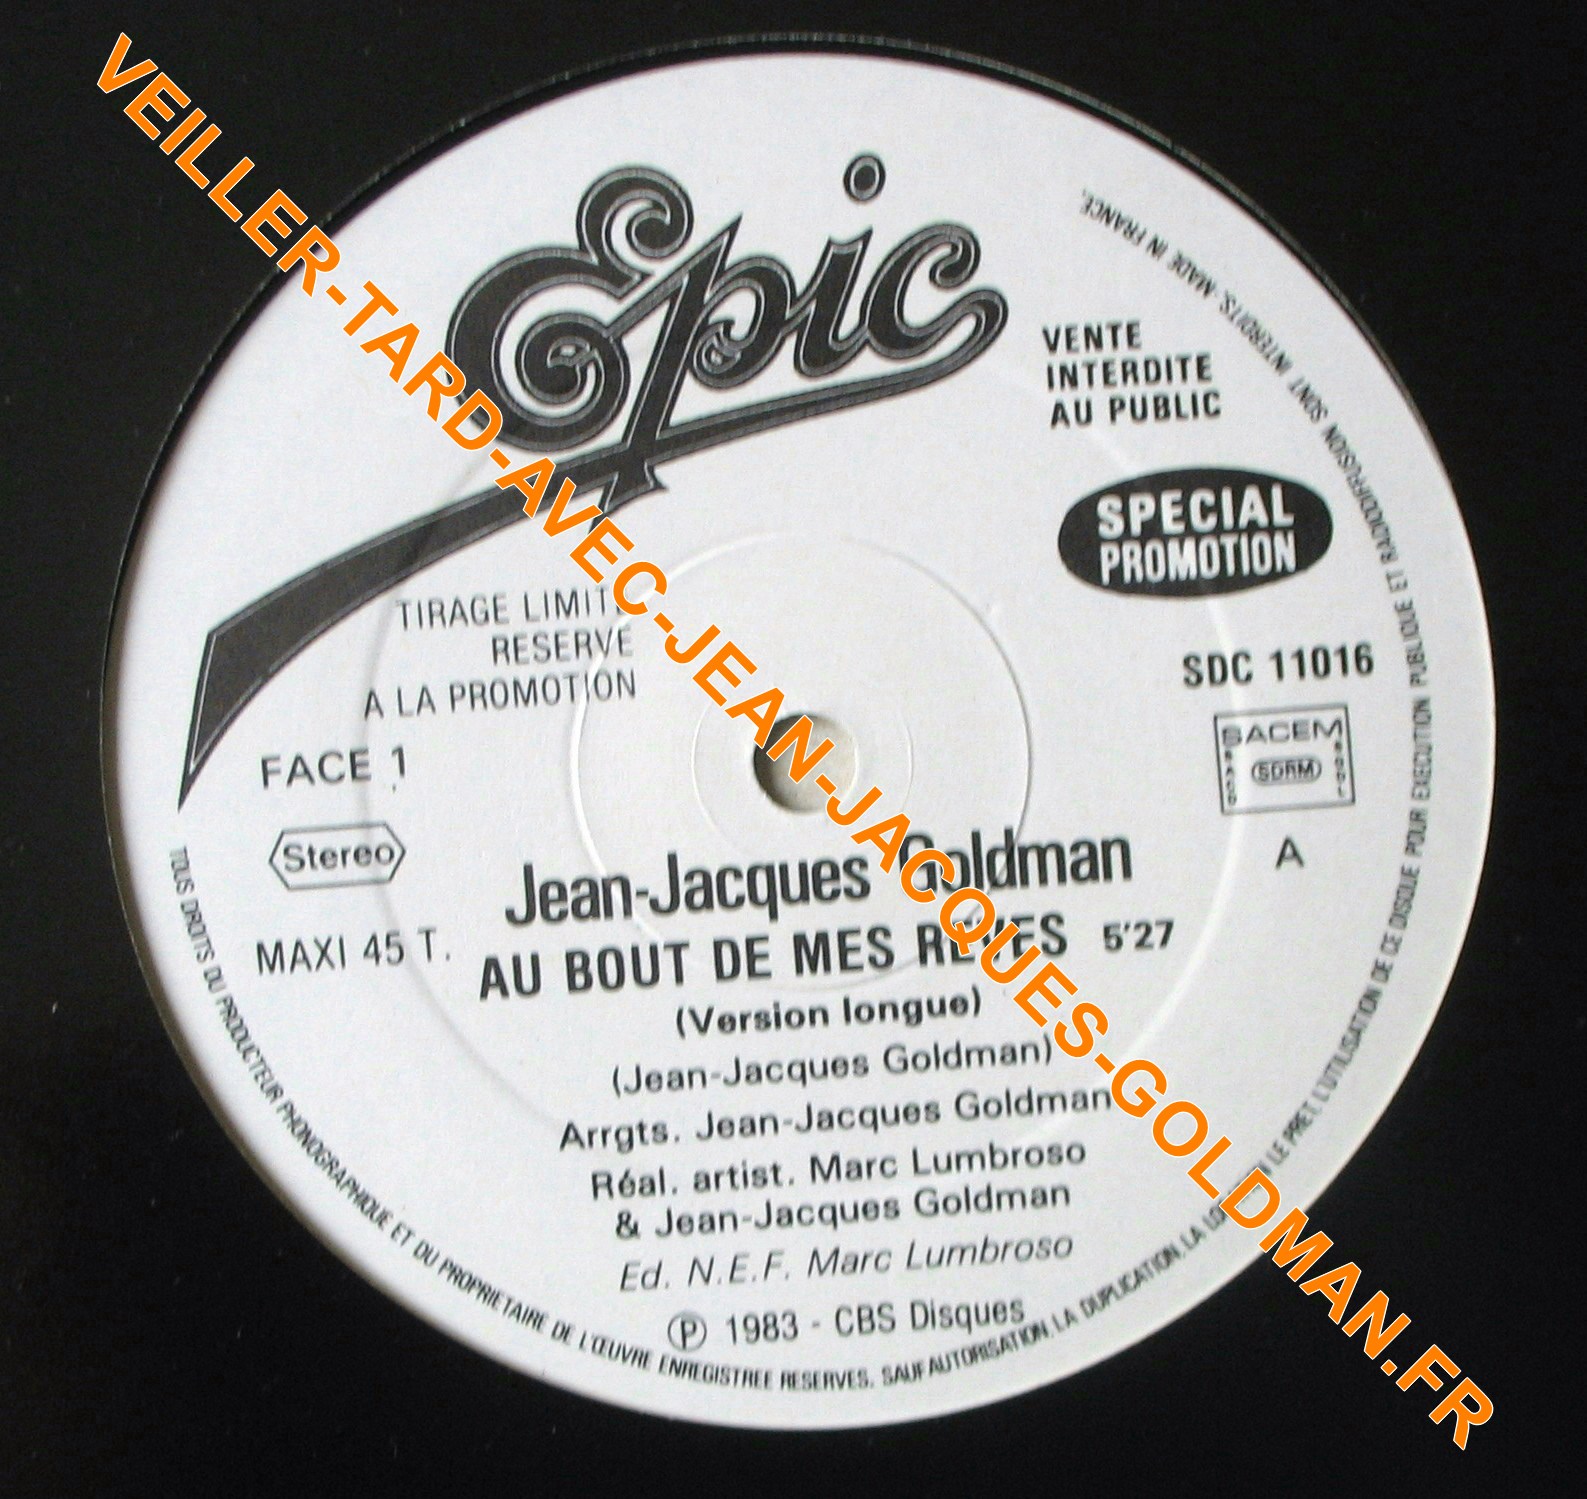 VEILLER-TARD-AVEC-JEAN-JACQUES-GOLDMAN.FR
Epic
VENTE
INTERDITE
AU PUBLIC
SPECIAL
PROMOTION
TIRAGE LIMITE
RESERVE
A LA PROMOTION
SDC 11016
FACE 1
SACEM
SDRM
SACD
Stereo
A
Jean-Jacques Goldman
MAXI 45 T.
AU BOUT DE MES REVES 5'27
(Version longue)
(Jean-Jacques Goldman)
Arrgts. Jean-Jacques Goldman
Réal. artist. Marc Lumbroso
& Jean-Jacques Goldman
Ed. N.E.F. Marc Lumbroso
Ⓟ 1983 - CBS Disques
TOUS DROITS DU PRODUCTEUR PHONOGRAPHIQUE ET DU PROPRIETAIRE DE L'ŒUVRE ENREGISTREE RESERVES. SAUF AUTORISATION, LA DUPLICATION, LA LOCATION, LE PRET, L'UTILISATION DE CE DISQUE POUR EXECUTION PUBLIQUE ET RADIODIFFUSION SONT INTERDITS. MADE IN FRANCE.